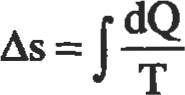 Δs = ∫ dQ/T